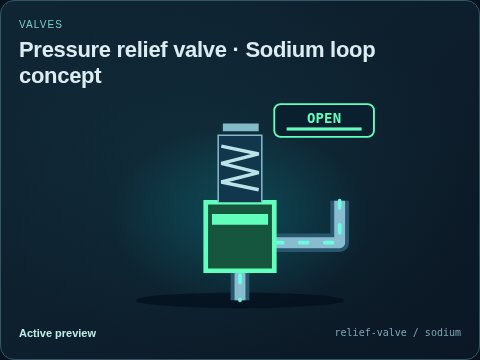 VALVES
Pressure relief valve · Sodium loop
concept
OPEN
Active preview
relief-valve / sodium